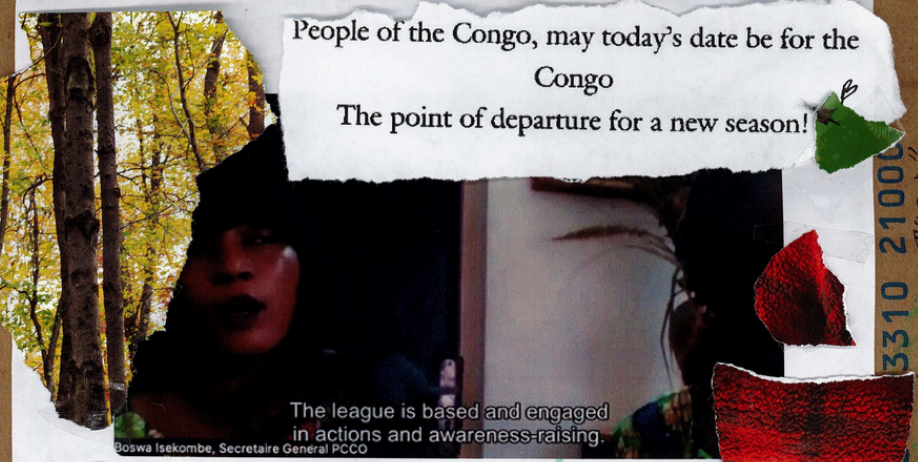 People of the Congo, may today's date be for the
Congo
The point of departure for a new season!
B
3310 21000
The league is based and engaged
in actions and awareness-raising.
Boswa Isekombe, Secretaire General PCCO